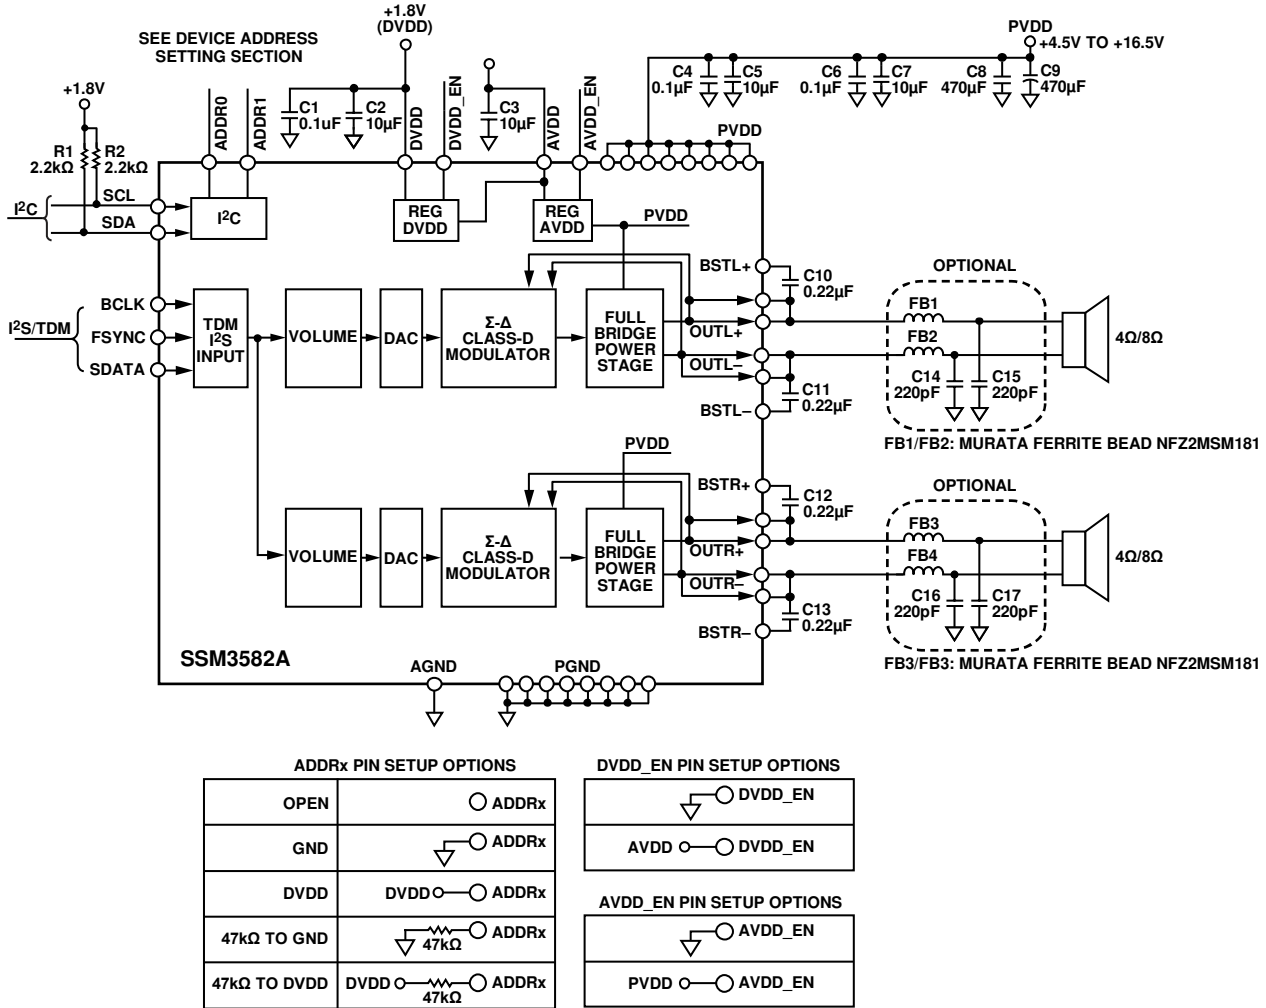 +1.8V
(DVDD)
SEE DEVICE ADDRESS
SETTING SECTION
PVDD
+4.5V TO +16.5V
+1.8V
R1
2.2kΩ
R2
2.2kΩ
ADDR0
ADDR1
C1
0.1uF
C2
10µF
DVDD
DVDD_EN
C3
10µF
AVDD
AVDD_EN
C4
0.1µF
C5
10µF
C6
0.1µF
C7
10µF
C8
470µF
C9
470µF
PVDD
I²C
SCL
SDA
I²C
REG
DVDD
REG
AVDD
PVDD
BSTL+
C10
0.22µF
OPTIONAL
I²S/TDM
BCLK
FSYNC
SDATA
TDM
I²S
INPUT
VOLUME
DAC
Σ-Δ
CLASS-D
MODULATOR
FULL
BRIDGE
POWER
STAGE
OUTL+
OUTL–
FB1
FB2
4Ω/8Ω
C11
0.22µF
C14
220pF
C15
220pF
BSTL–
FB1/FB2: MURATA FERRITE BEAD NFZ2MSM181
PVDD
BSTR+
C12
0.22µF
OPTIONAL
VOLUME
DAC
Σ-Δ
CLASS-D
MODULATOR
FULL
BRIDGE
POWER
STAGE
OUTR+
OUTR–
FB3
FB4
4Ω/8Ω
C13
0.22µF
C16
220pF
C17
220pF
BSTR–
FB3/FB3: MURATA FERRITE BEAD NFZ2MSM181
SSM3582A
AGND
PGND
ADDRx PIN SETUP OPTIONS
OPEN
ADDRx
GND
ADDRx
DVDD
DVDD
ADDRx
47kΩ TO GND
47kΩ
ADDRx
47kΩ TO DVDD
DVDD
47kΩ
ADDRx
DVDD_EN PIN SETUP OPTIONS
DVDD_EN
AVDD
DVDD_EN
AVDD_EN PIN SETUP OPTIONS
AVDD_EN
PVDD
AVDD_EN